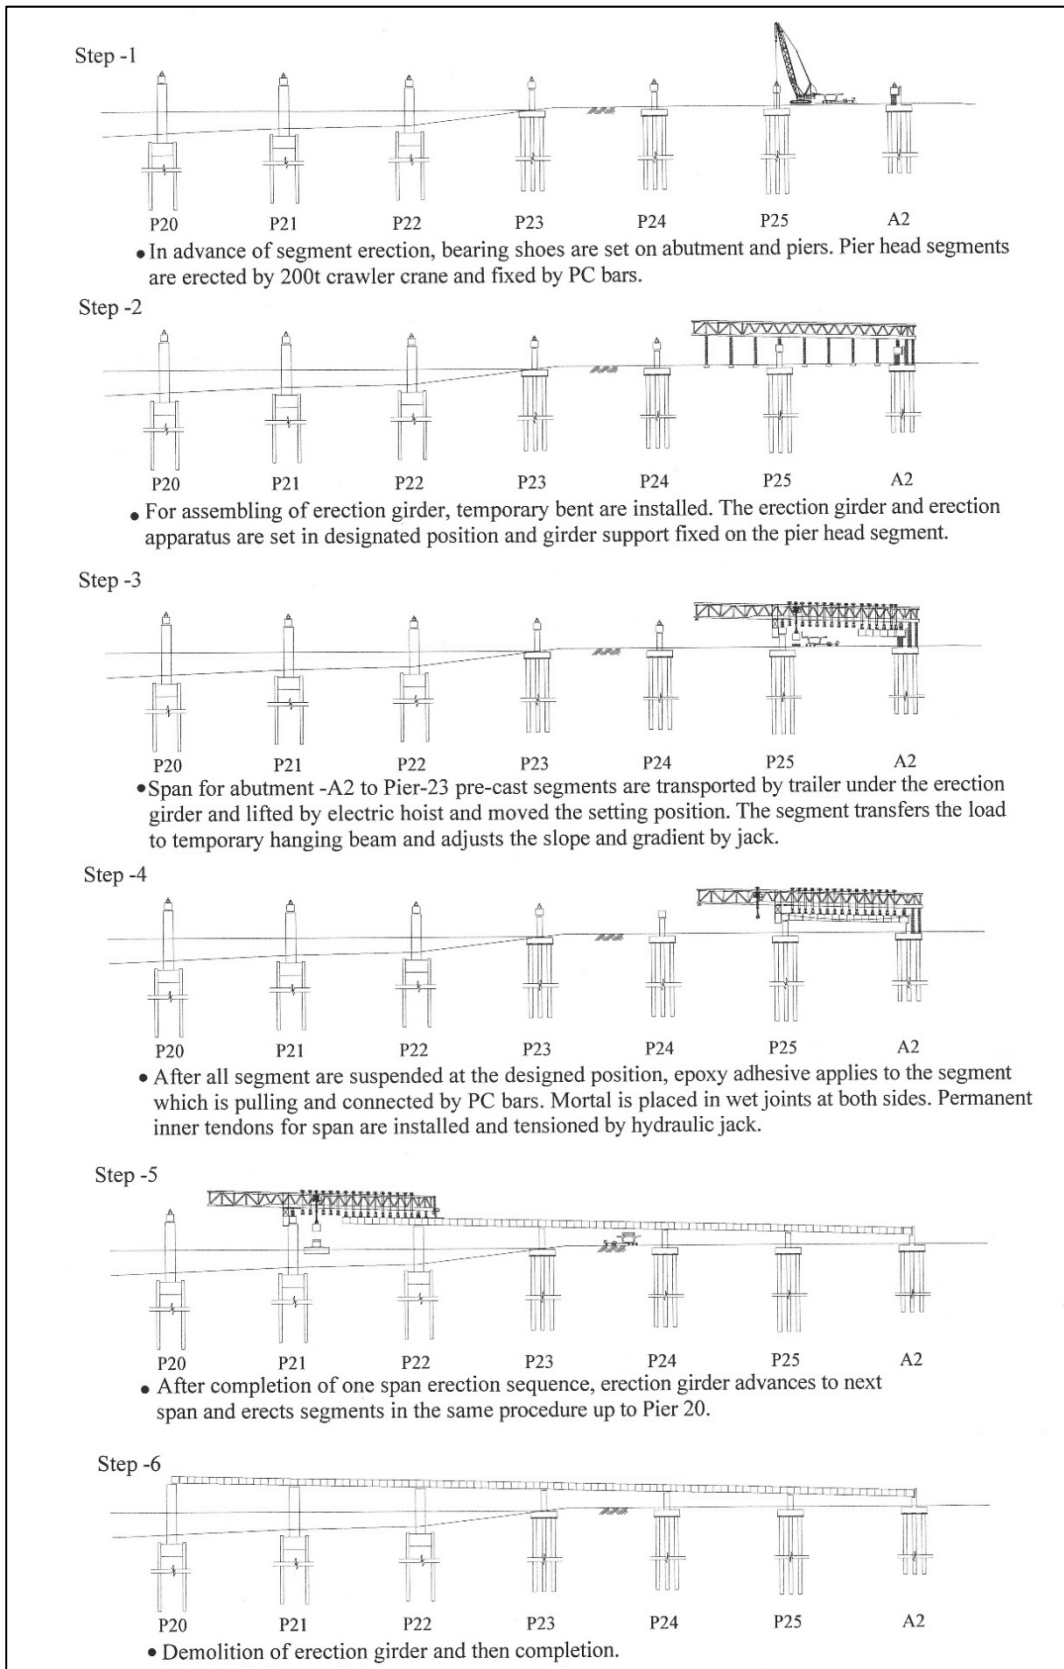 Step -1
P20 P21 P22 P23 P24 P25 A2
• In advance of segment erection, bearing shoes are set on abutment and piers. Pier head segments
are erected by 200t crawler crane and fixed by PC bars.
Step -2
P20 P21 P22 P23 P24 P25 A2
• For assembling of erection girder, temporary bent are installed. The erection girder and erection
apparatus are set in designated position and girder support fixed on the pier head segment.
Step -3
P20 P21 P22 P23 P24 P25 A2
• Span for abutment -A2 to Pier-23 pre-cast segments are transported by trailer under the erection
girder and lifted by electric hoist and moved the setting position. The segment transfers the load
to temporary hanging beam and adjusts the slope and gradient by jack.
Step -4
P20 P21 P22 P23 P24 P25 A2
• After all segment are suspended at the designed position, epoxy adhesive applies to the segment
which is pulling and connected by PC bars. Mortal is placed in wet joints at both sides. Permanent
inner tendons for span are installed and tensioned by hydraulic jack.
Step -5
P20 P21 P22 P23 P24 P25 A2
• After completion of one span erection sequence, erection girder advances to next
span and erects segments in the same procedure up to Pier 20.
Step -6
P20 P21 P22 P23 P24 P25 A2
• Demolition of erection girder and then completion.